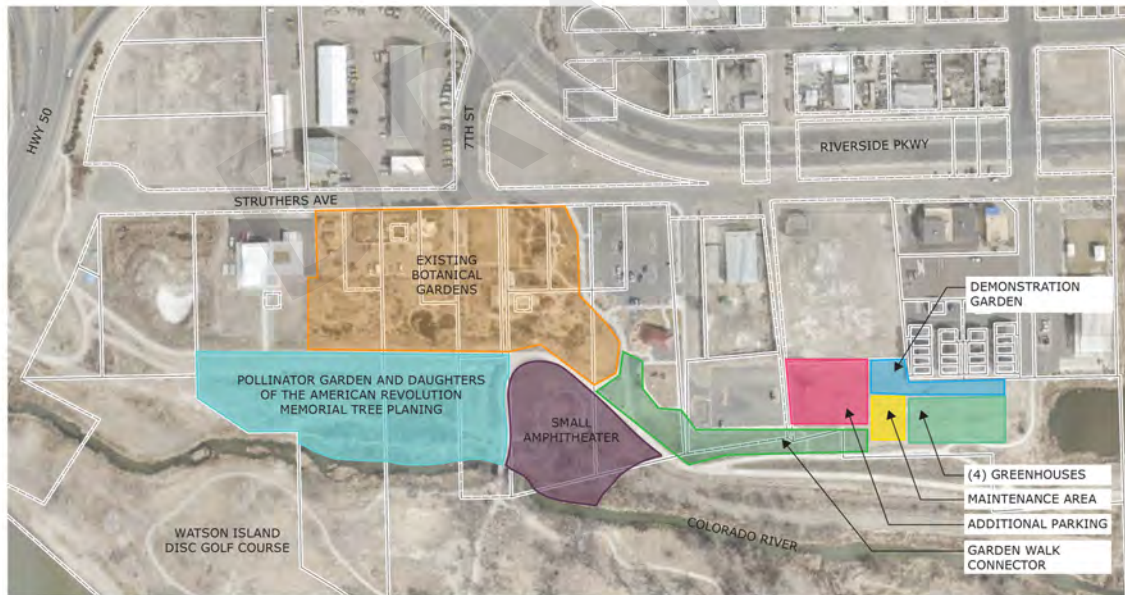 HWY 50
7TH ST
RIVERSIDE PKWY
STRUTHERS AVE
EXISTING
BOTANICAL
GARDENS
DEMONSTRATION
GARDEN
POLLINATOR GARDEN AND DAUGHTERS
OF THE AMERICAN REVOLUTION
MEMORIAL TREE PLANING
SMALL
AMPHITHEATER
(4) GREENHOUSES
MAINTENANCE AREA
ADDITIONAL PARKING
GARDEN WALK
CONNECTOR
WATSON ISLAND
DISC GOLF COURSE
COLORADO RIVER